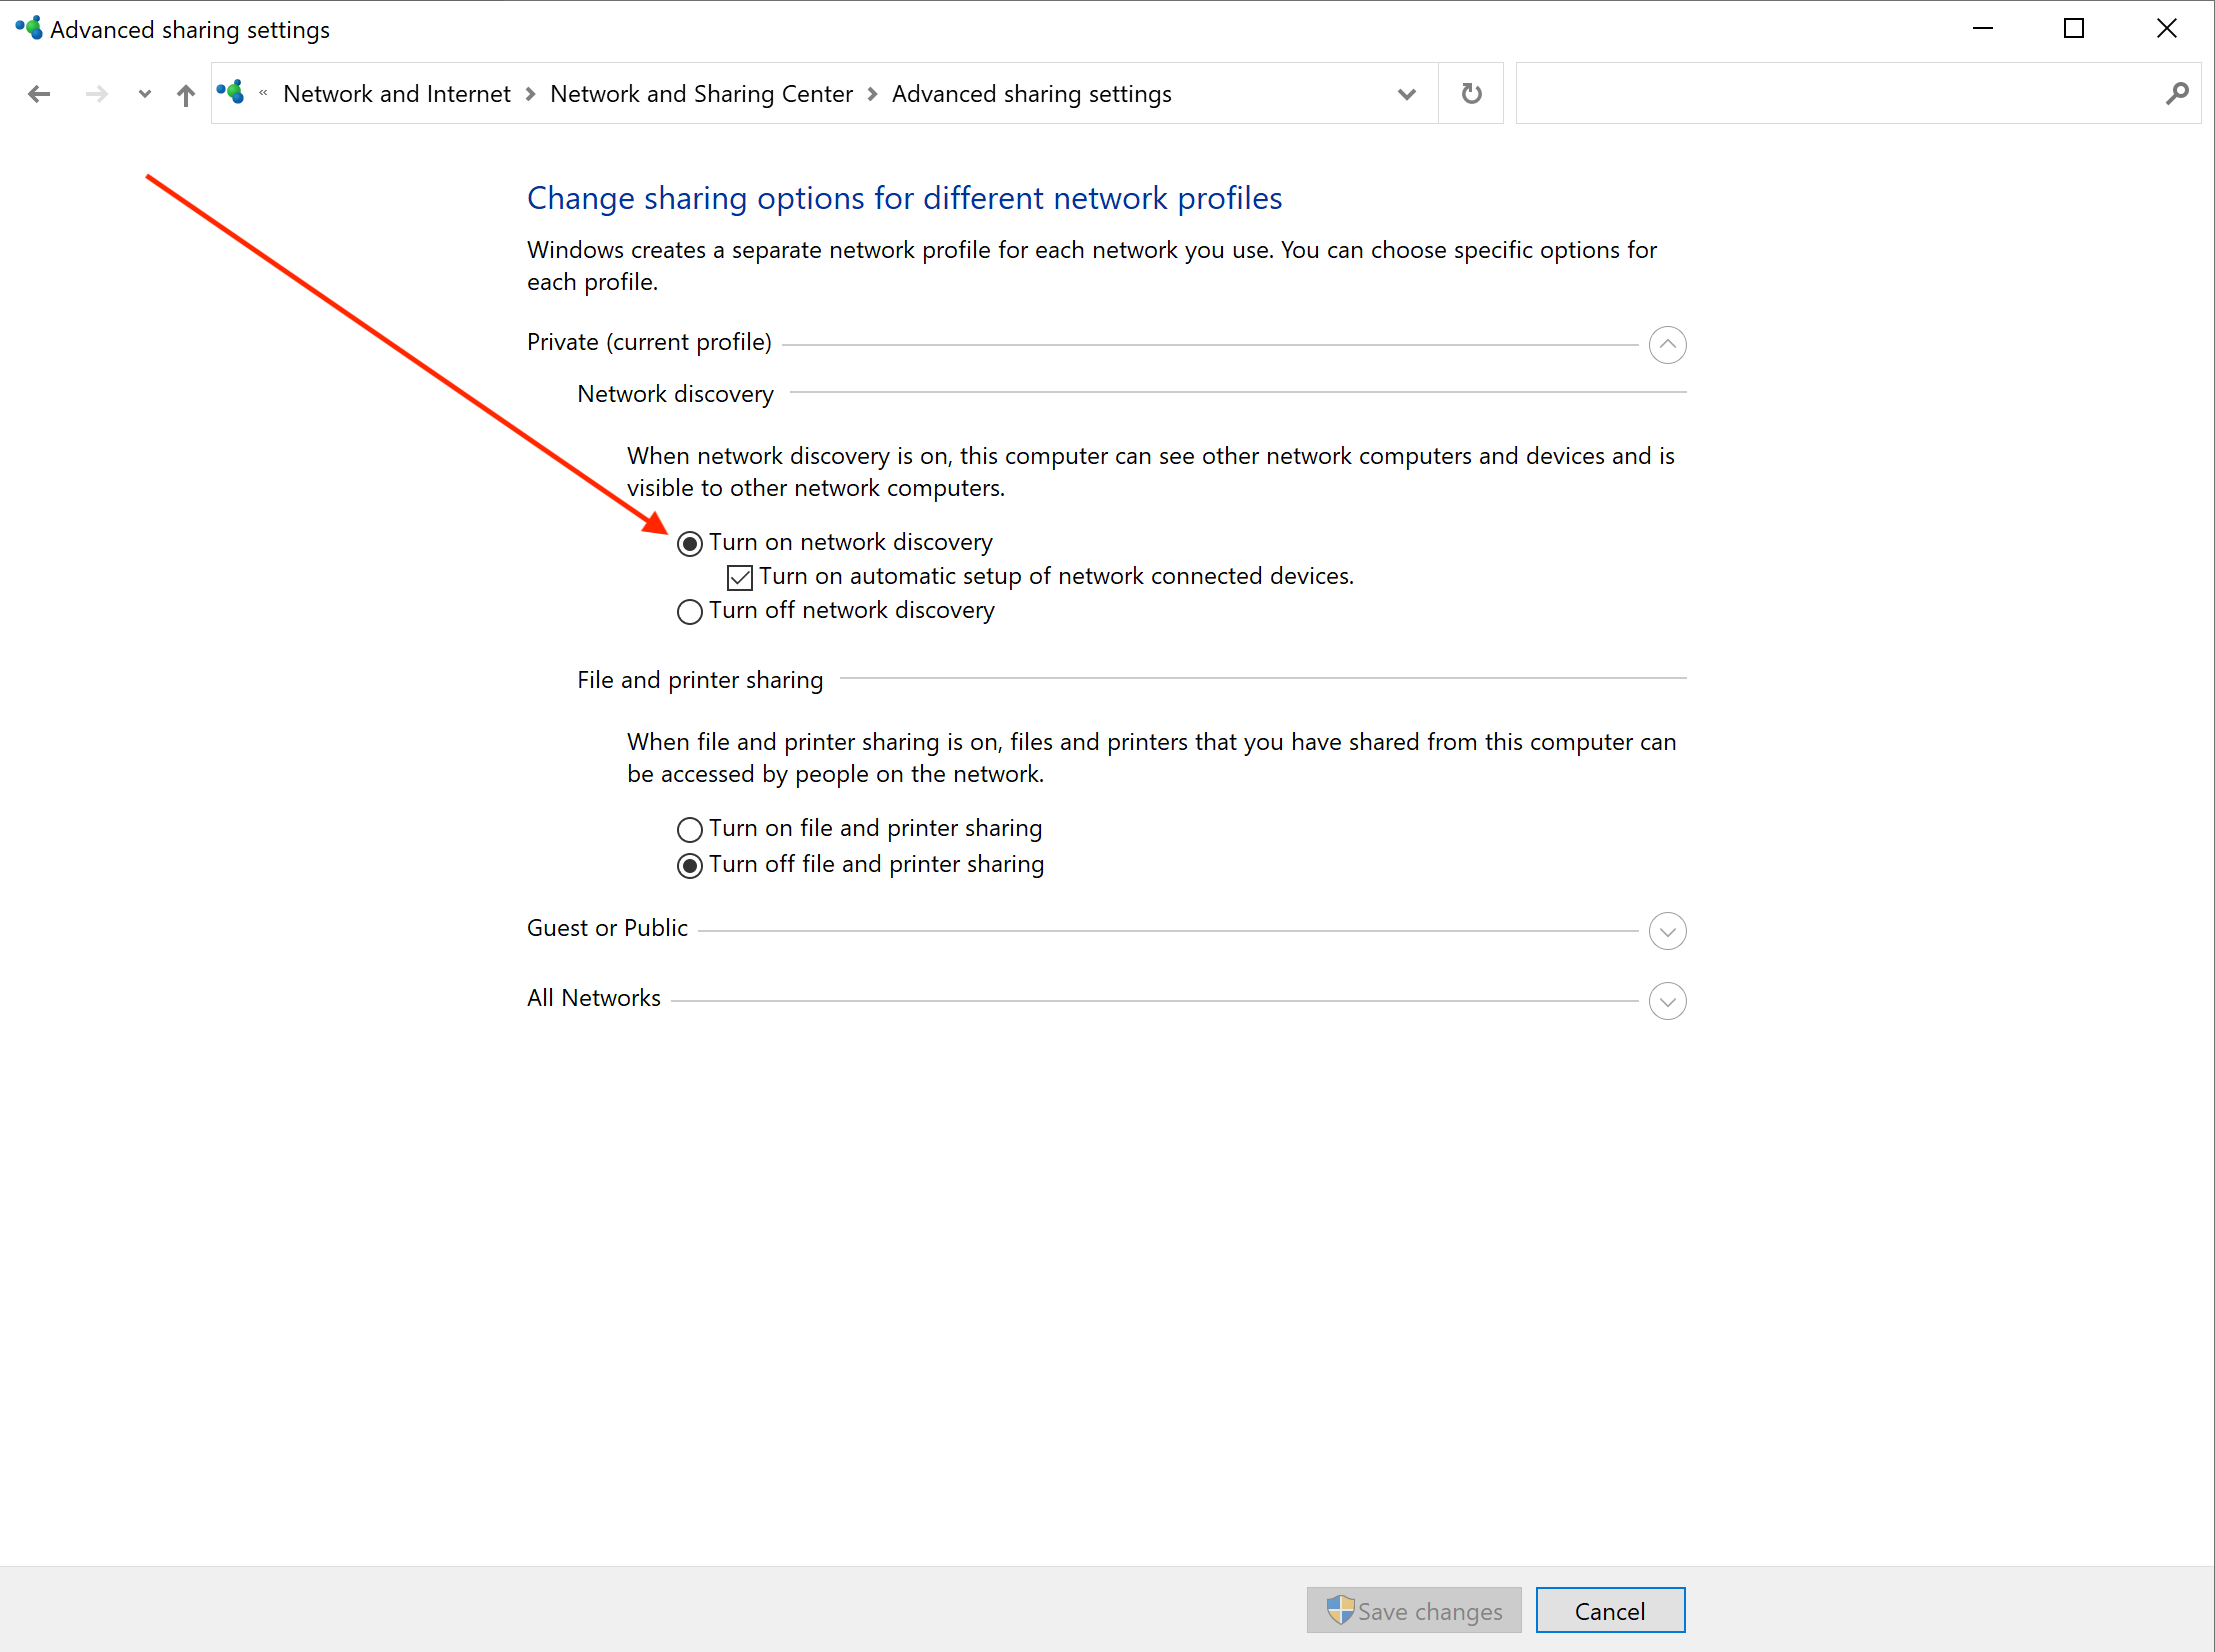 Advanced sharing settings
« Network and Internet > Network and Sharing Center > Advanced sharing settings
Change sharing options for different network profiles
Windows creates a separate network profile for each network you use. You can choose specific options for
each profile.
Private (current profile)
Network discovery
When network discovery is on, this computer can see other network computers and devices and is
visible to other network computers.
Turn on network discovery
Turn on automatic setup of network connected devices.
Turn off network discovery
File and printer sharing
When file and printer sharing is on, files and printers that you have shared from this computer can
be accessed by people on the network.
Turn on file and printer sharing
Turn off file and printer sharing
Guest or Public
All Networks
Save changes
Cancel